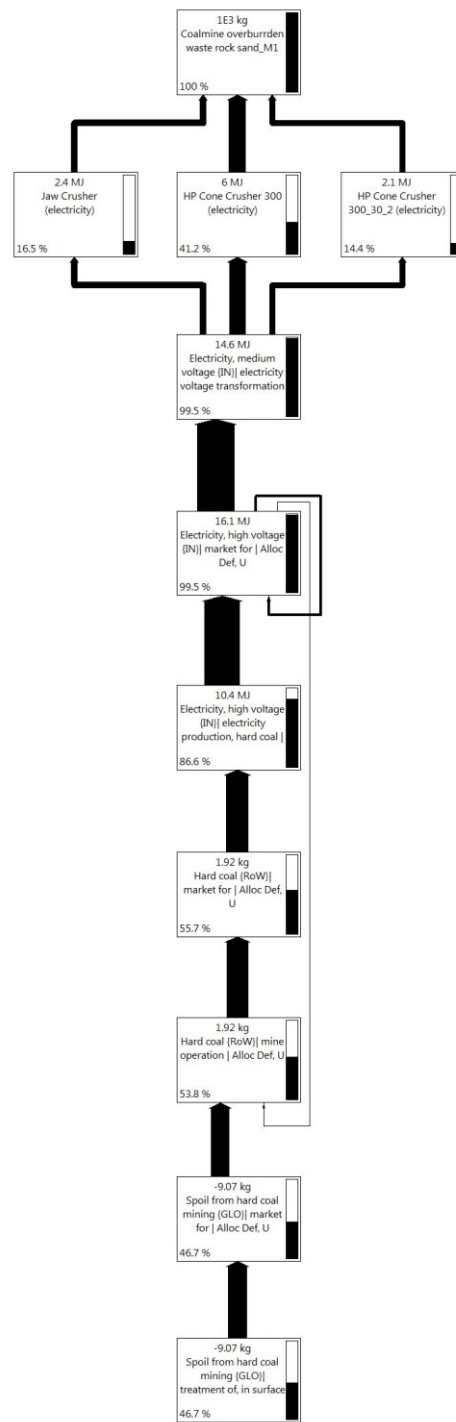 1E3 kg
Coalmine overburrden
waste rock sand_M1
100 %
2.4 MJ
Jaw Crusher
(electricity)
16.5 %
6 MJ
HP Cone Crusher 300
(electricity)
41.2 %
2.1 MJ
HP Cone Crusher
300_30_2 (electricity)
14.4 %
14.6 MJ
Electricity, medium
voltage {IN}| electricity
voltage transformation
99.5 %
16.1 MJ
Electricity, high voltage
{IN}| market for | Alloc
Def, U
99.5 %
10.4 MJ
Electricity, high voltage
{IN}| electricity
production, hard coal |
86.6 %
1.92 kg
Hard coal {RoW}|
market for | Alloc Def,
U
55.7 %
1.92 kg
Hard coal {RoW}| mine
operation | Alloc Def, U
53.8 %
-9.07 kg
Spoil from hard coal
mining {GLO}| market
for | Alloc Def, U
46.7 %
-9.07 kg
Spoil from hard coal
mining {GLO}|
treatment of, in surface
46.7 %